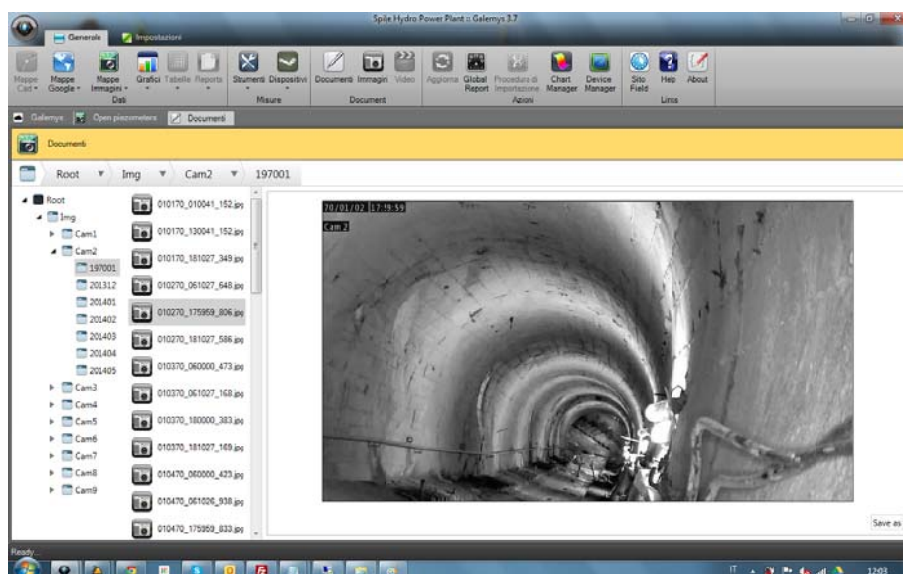 Spile Hydro Power Plant :: Galemys 3.7
Generale Impostazioni
Mappe Cad Mappe Google Mappe Immagini Grafici Tabelle Reports Strumenti Dispositivi Documenti Immagini Video Aggiorna Global Report Procedura di Importazione Chart Manager Device Manager Sito Field Help About
Dati Misure Document Azioni Links
Galemys Open piezometers Documenti
Documenti
Root Img Cam2 197001
Root
Img
Cam1
Cam2
197001
201312
201401
201402
201403
201404
201405
Cam3
Cam4
Cam5
Cam6
Cam7
Cam8
Cam9
010170_010041_152.jpg
010170_130041_152.jpg
010170_181027_349.jpg
010270_061027_648.jpg
010270_175959_806.jpg
010270_181027_586.jpg
010370_060000_473.jpg
010370_061027_168.jpg
010370_180000_383.jpg
010370_181027_169.jpg
010470_060000_423.jpg
010470_061026_938.jpg
010470_175959_833.jpg
70/01/02 17:59
Cam 2
Save as
Ready...
IT 12:03